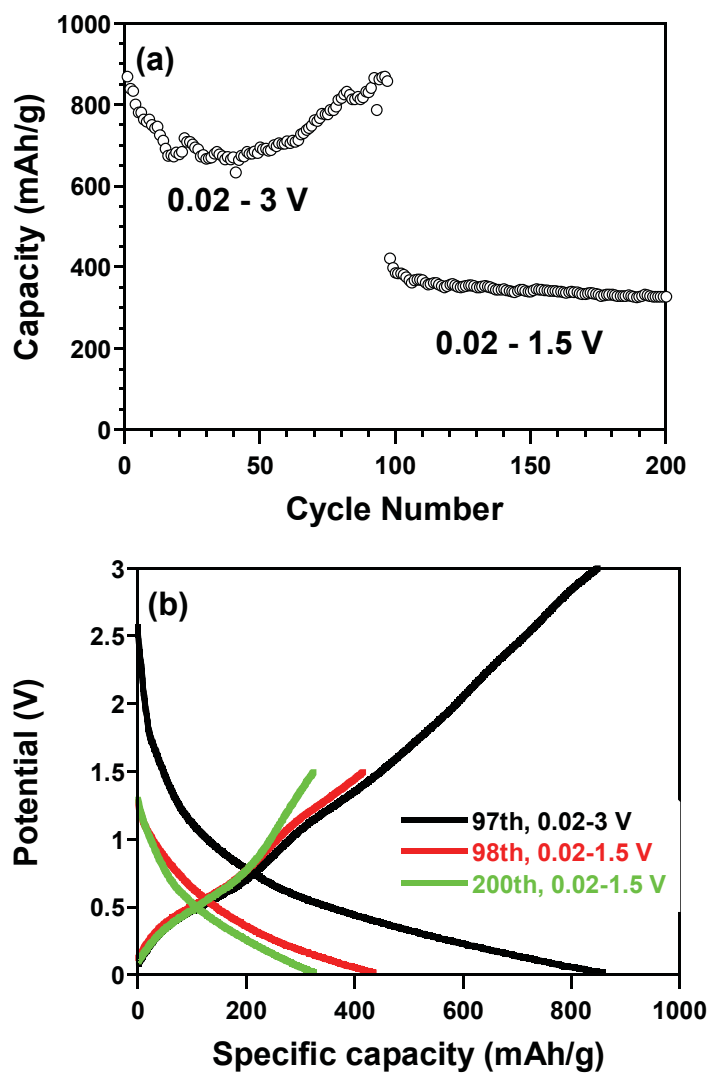 (a)
Capacity (mAh/g)
1000
800
600
400
200
0
0.02 - 3 V
0.02 - 1.5 V
0 50 100 150 200
Cycle Number
(b)
Potential (V)
3
2.5
2
1.5
1
0.5
0
97th, 0.02-3 V
98th, 0.02-1.5 V
200th, 0.02-1.5 V
0 200 400 600 800 1000
Specific capacity (mAh/g)